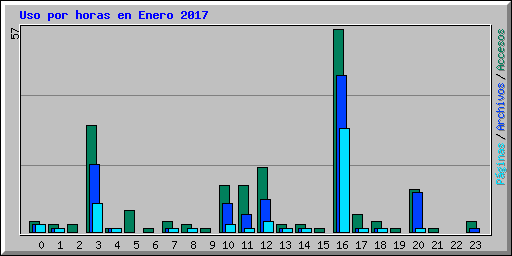 Uso por horas en Enero 2017
57
Páginas / Archivos / Accesos
0 1 2 3 4 5 6 7 8 9 10 11 12 13 14 15 16 17 18 19 20 21 22 23